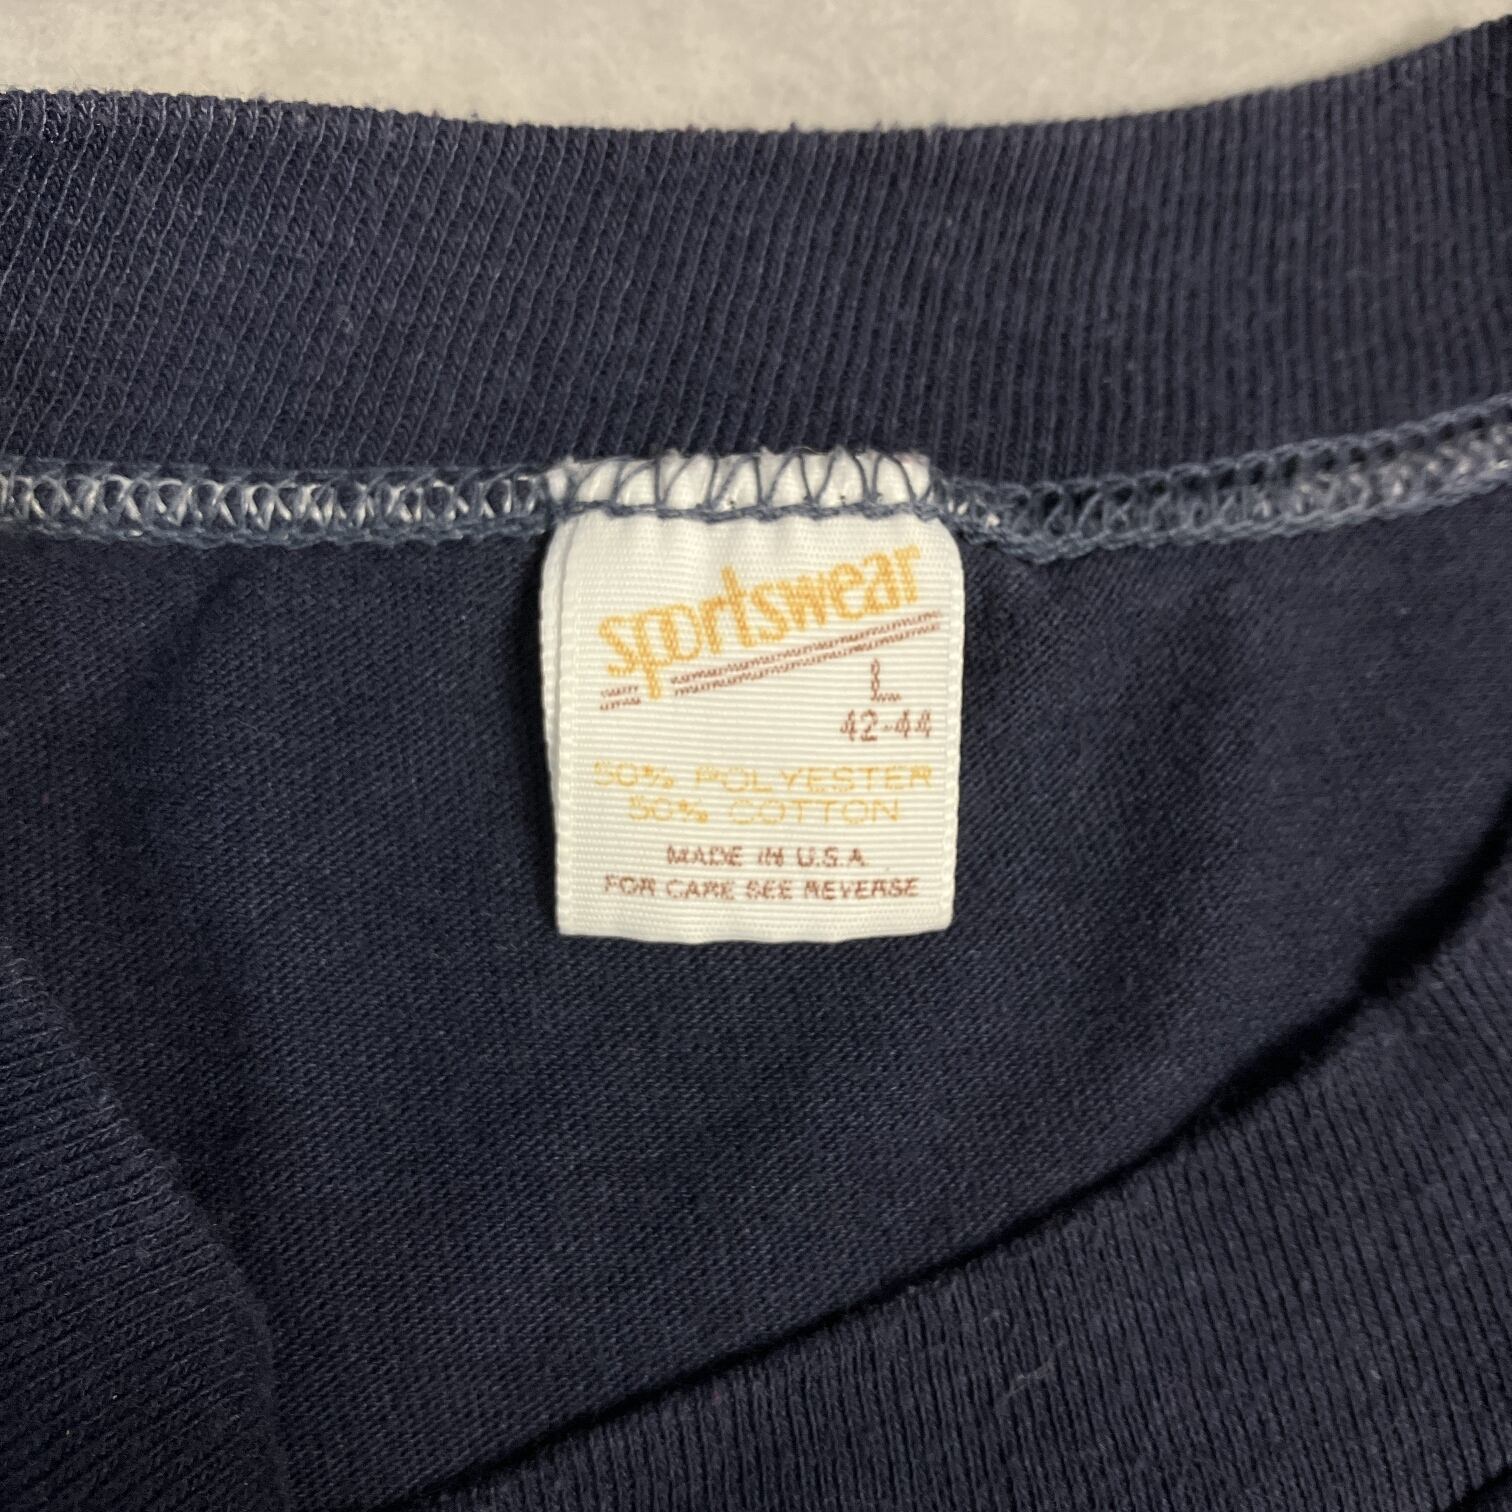 sportswear
L
42-44
50% POLYESTER
50% COTTON
MADE IN U.S.A.
FOR CARE SEE REVERSE